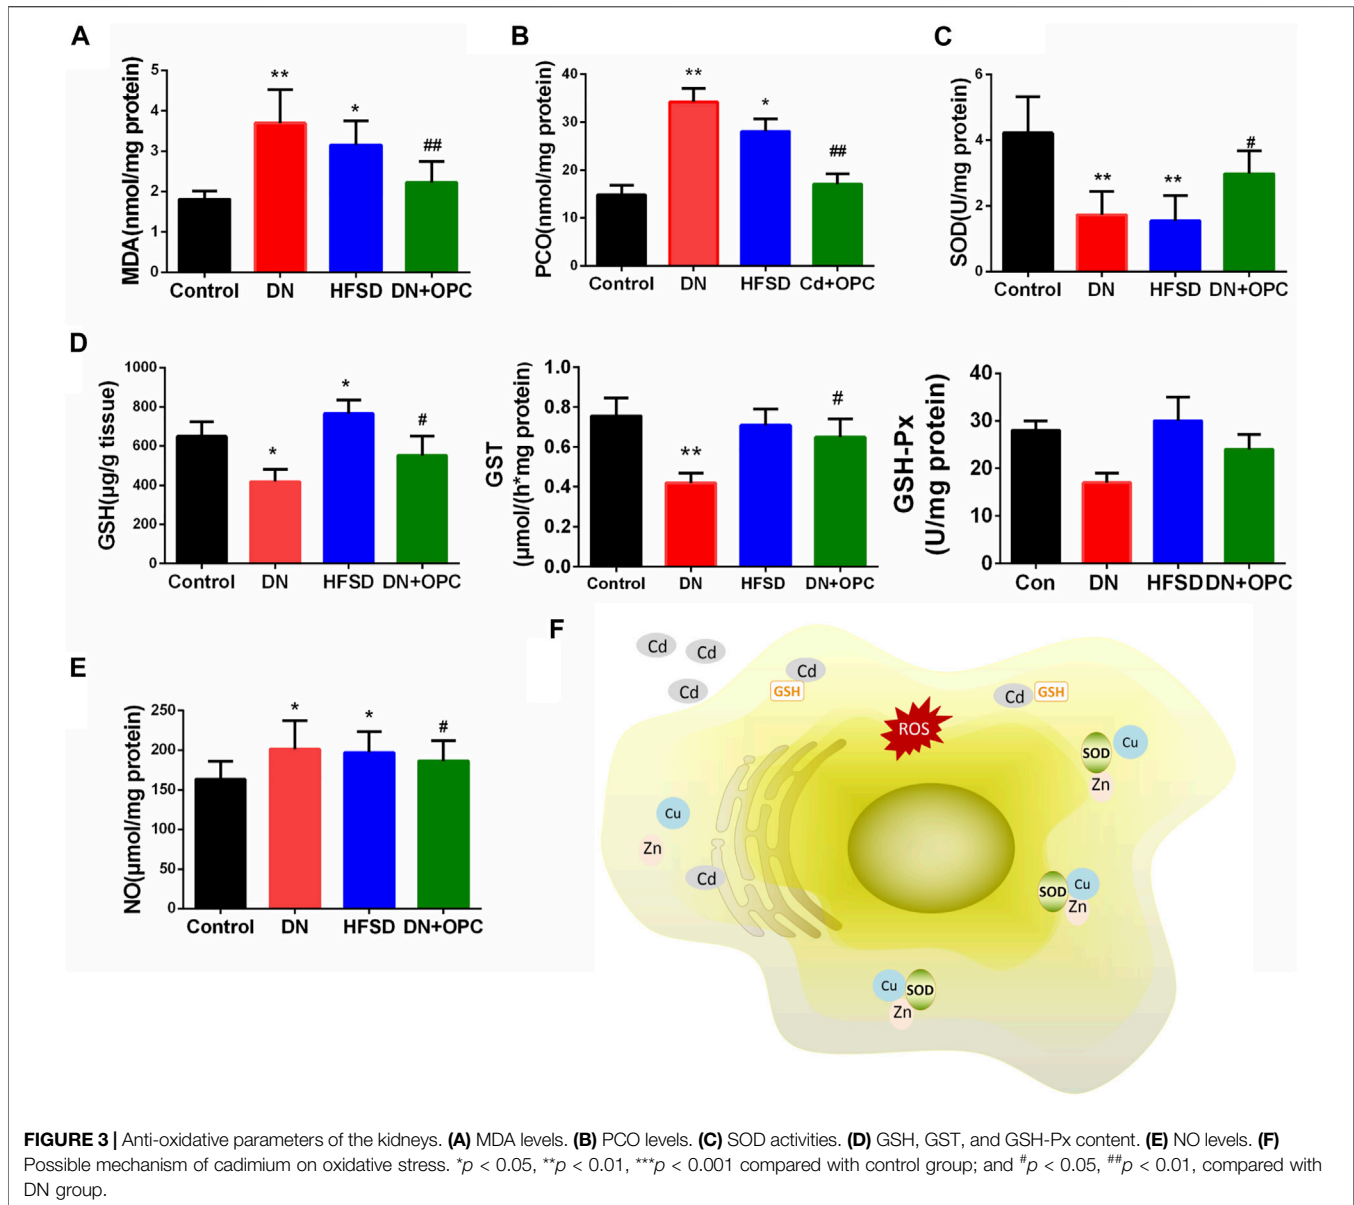 A
MDA(nmol/mg protein)
5
4
3
2
1
0
**
*
##
Control DN HFSD DN+OPC
B
PCO(nmol/mg protein)
40
30
20
10
0
**
*
##
Control DN HFSD Cd+OPC
C
SOD(U/mg protein)
6
4
2
0
**
**
#
Control DN HFSD DN+OPC
D
GSH(µg/g tissue)
1000
800
600
400
200
0
*
*
#
Control DN HFSD DN+OPC
GST
(µmol/(h*mg protein)
1.0
0.8
0.6
0.4
0.2
0.0
**
#
Control DN HFSD DN+OPC
GSH-Px
(U/mg protein)
40
30
20
10
0
Con DN HFSD DN+OPC
E
NO(µmol/mg protein)
250
200
150
100
50
0
*
*
#
Control DN HFSD DN+OPC
F
Cd
Cd
Cd
Cd
GSH
ROS
Cd
GSH
SOD
Cu
Zn
Cu
Zn
Cd
SOD
Cu
Zn
Cu
SOD
Zn
FIGURE 3 | Anti-oxidative parameters of the kidneys. (A) MDA levels. (B) PCO levels. (C) SOD activities. (D) GSH, GST, and GSH-Px content. (E) NO levels. (F)
Possible mechanism of cadimium on oxidative stress. *p < 0.05, **p < 0.01, ***p < 0.001 compared with control group; and #p < 0.05, ##p < 0.01, compared with
DN group.